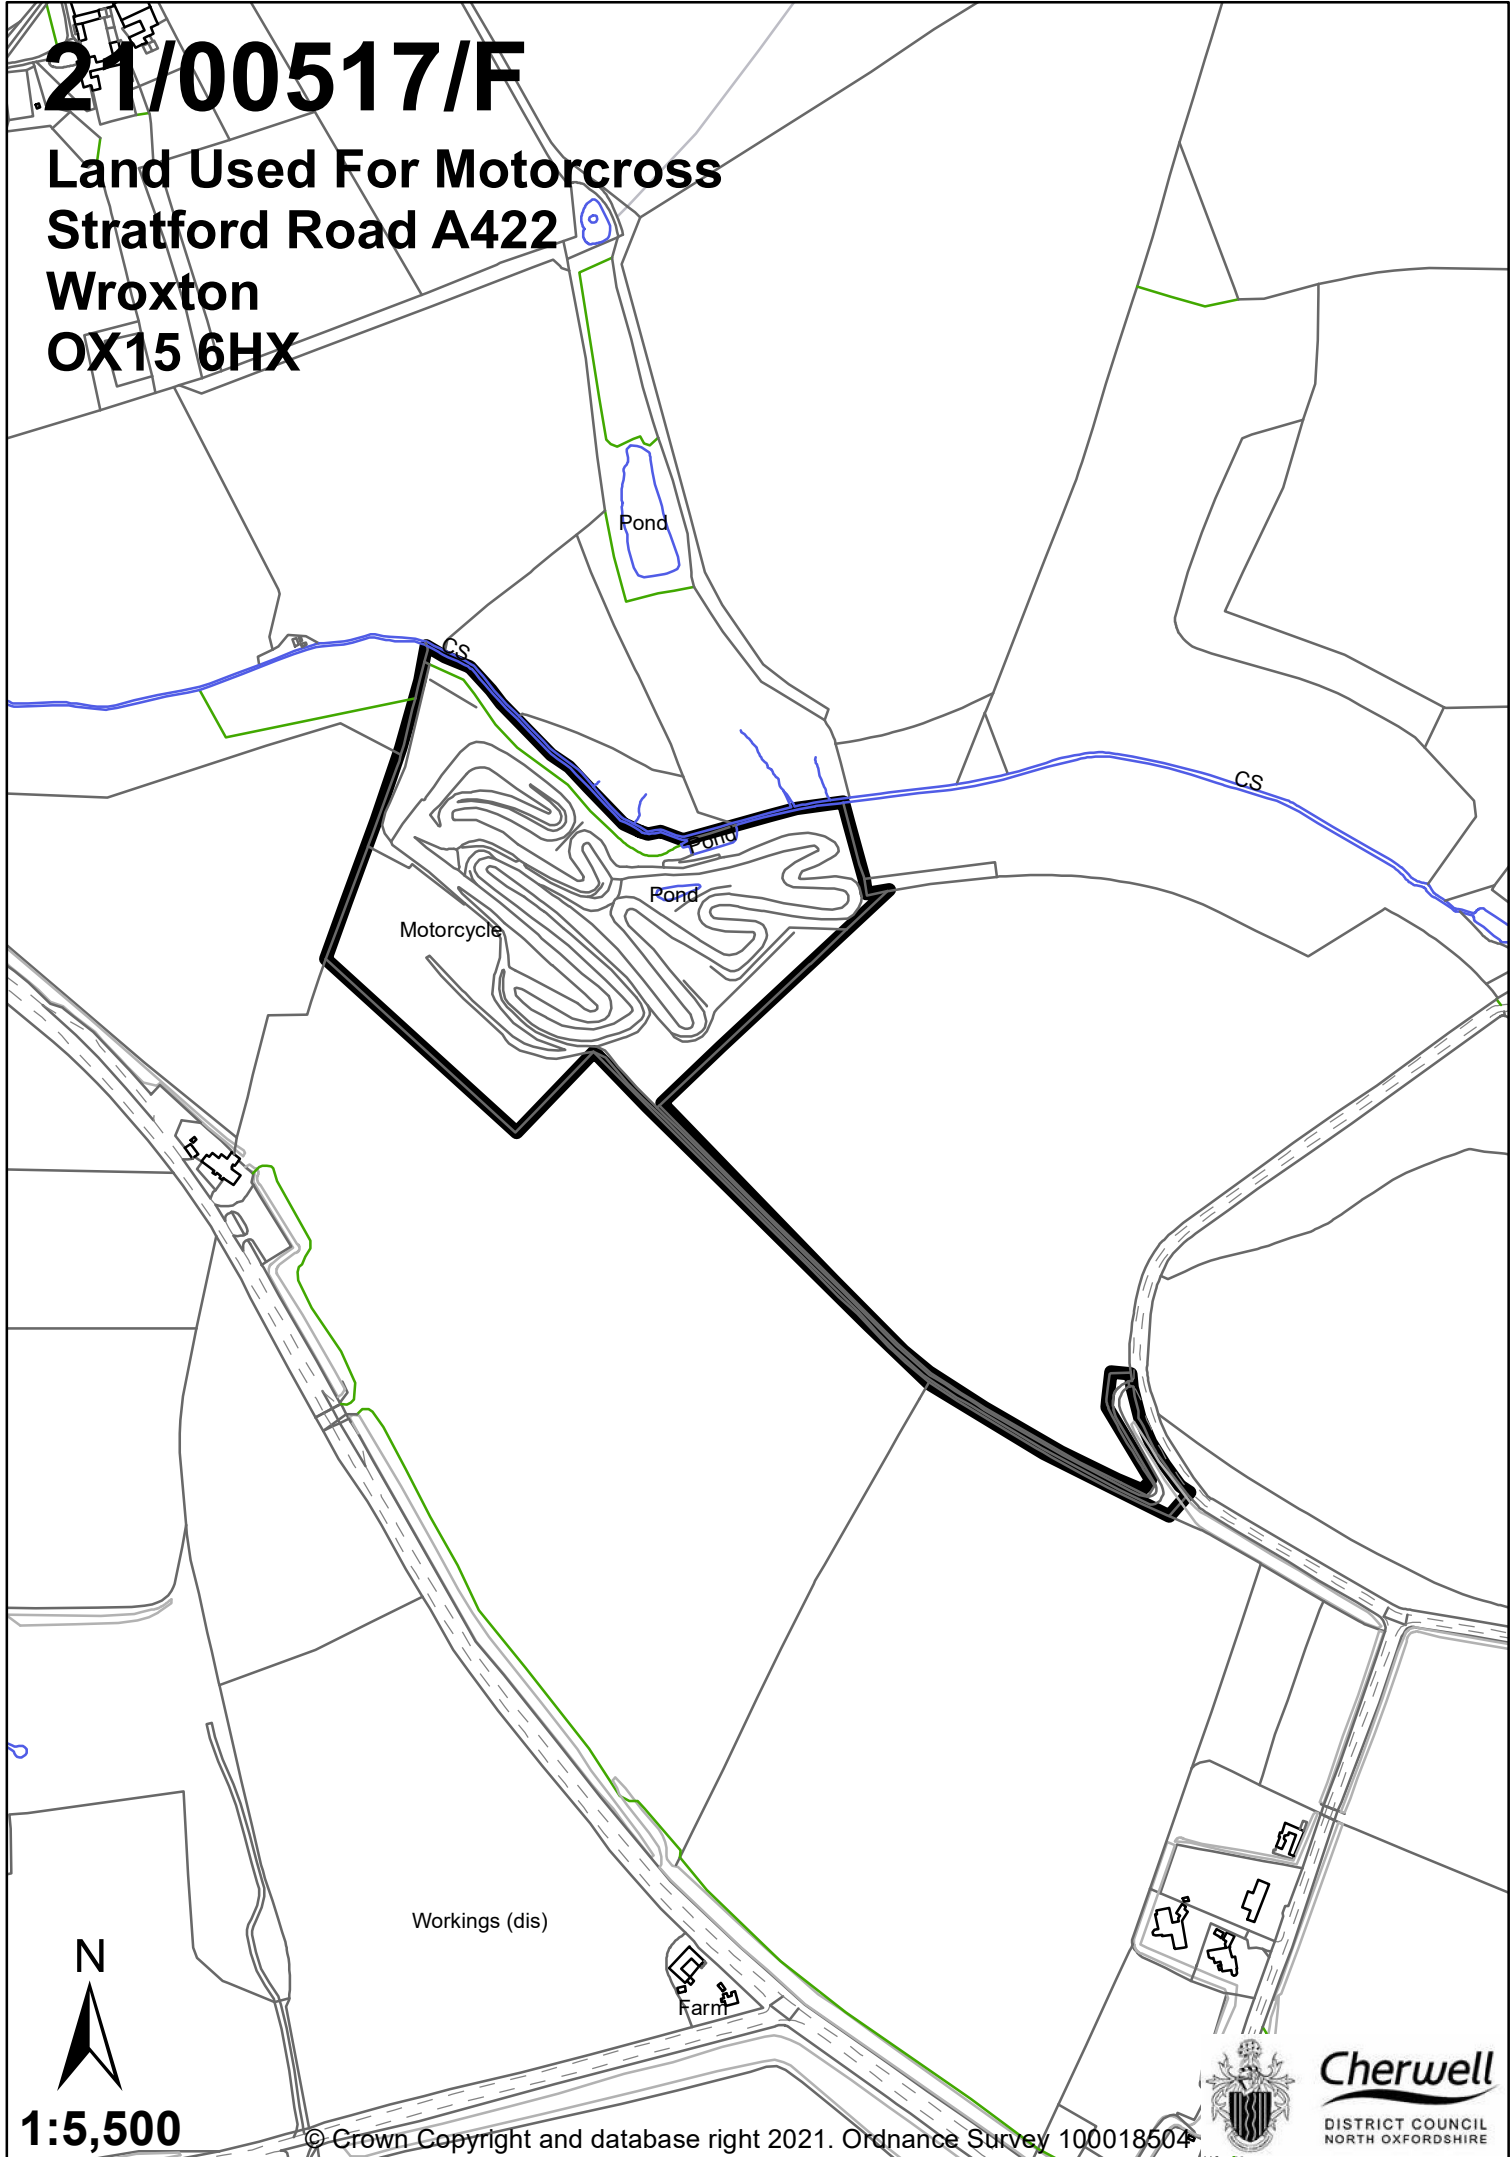 21/00517/F
Land Used For Motorcross
Stratford Road A422
Wroxton
OX15 6HX
Pond
CS
CS
Pond
Pond
Motorcycle
Workings (dis)
Farm
N
1:5,500
© Crown Copyright and database right 2021. Ordnance Survey 100018504
Cherwell
DISTRICT COUNCIL
NORTH OXFORDSHIRE